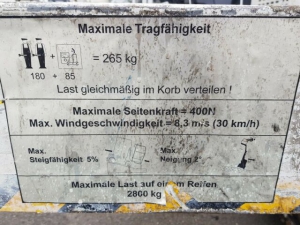 Maximale Tragfähigkeit
+ = 265 kg
180 + 85
Last gleichmäßig im Korb verteilen !
Maximale Seitenkraft = 400N
Max. Windgeschwindigkeit = 8,3 m/s (30 km/h)
Max. Steigfähigkeit 5%
Max. Neigung 2°
Maximale Last auf einem Reifen
2800 kg